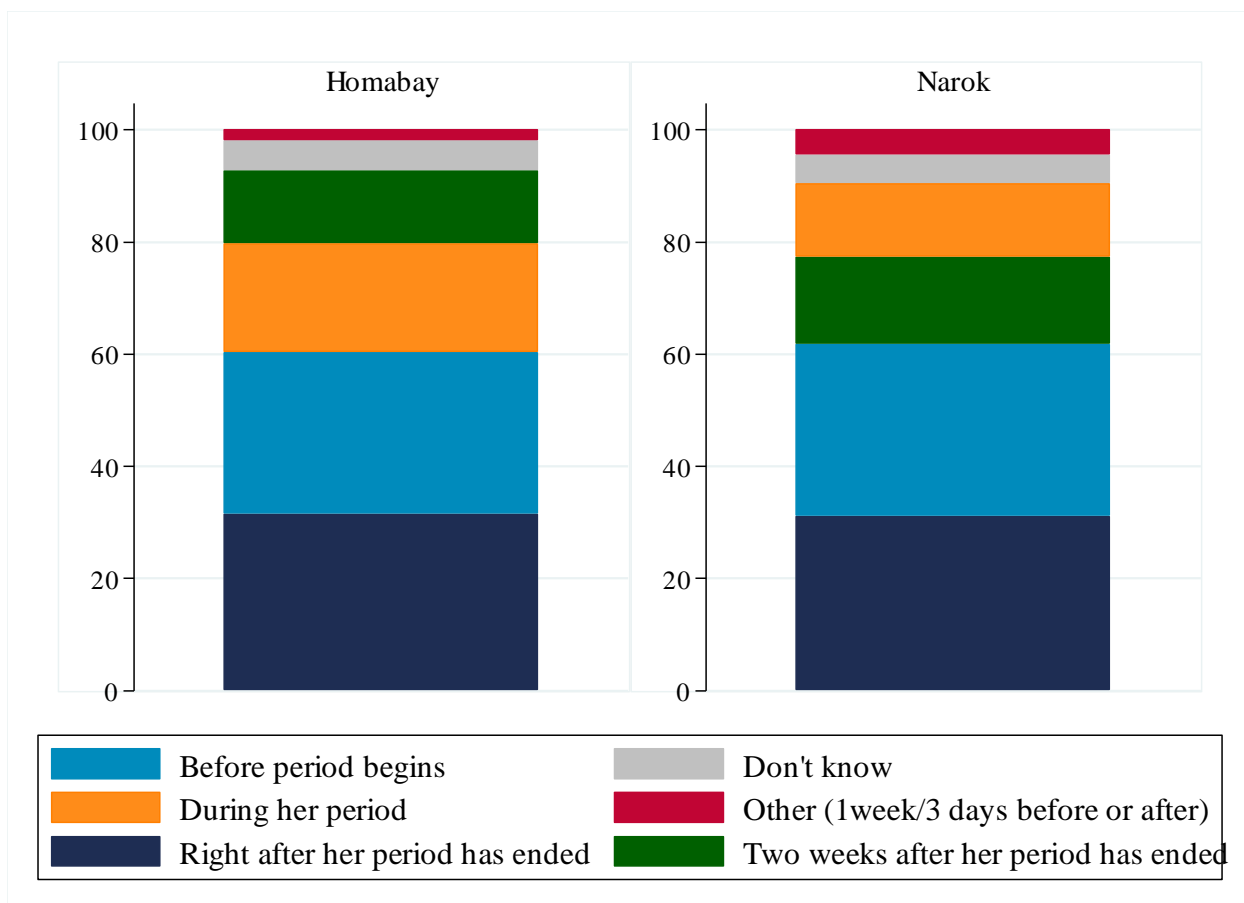 Homabay
100
80
60
40
20
0
Narok
100
80
60
40
20
0
Before period begins
Don't know
During her period
Other (1week/3 days before or after)
Right after her period has ended
Two weeks after her period has ended